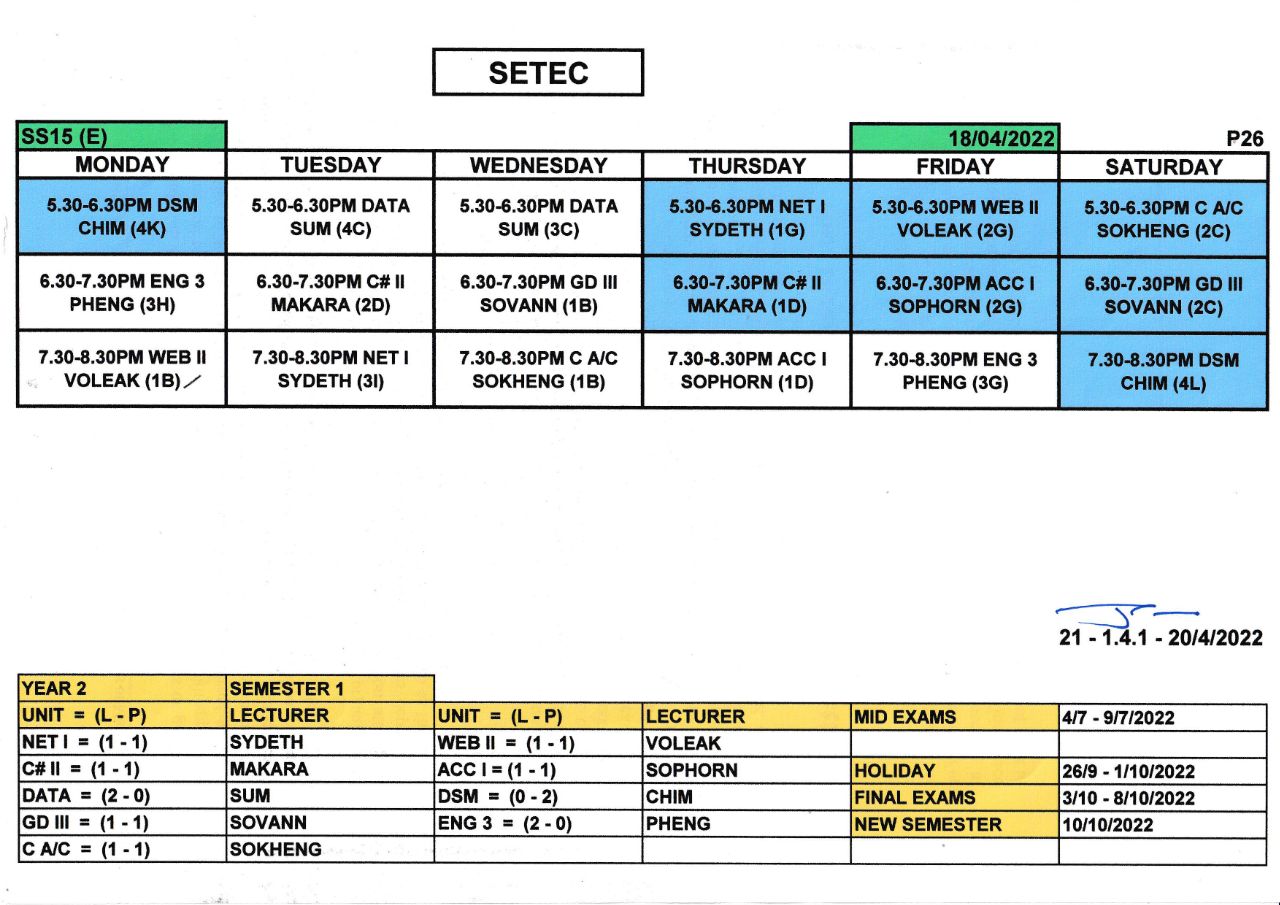 SETEC
SS15 (E) 18/04/2022 P26
MONDAY TUESDAY WEDNESDAY THURSDAY FRIDAY SATURDAY
5.30-6.30PM DSM 5.30-6.30PM DATA 5.30-6.30PM DATA 5.30-6.30PM NET I 5.30-6.30PM WEB II 5.30-6.30PM C A/C
CHIM (4K) SUM (4C) SUM (3C) SYDETH (1G) VOLEAK (2G) SOKHENG (2C)
6.30-7.30PM ENG 3 6.30-7.30PM C# II 6.30-7.30PM GD III 6.30-7.30PM C# II 6.30-7.30PM ACC I 6.30-7.30PM GD III
PHENG (3H) MAKARA (2D) SOVANN (1B) MAKARA (1D) SOPHORN (2G) SOVANN (2C)
7.30-8.30PM WEB II 7.30-8.30PM NET I 7.30-8.30PM C A/C 7.30-8.30PM ACC I 7.30-8.30PM ENG 3 7.30-8.30PM DSM
VOLEAK (1B) SYDETH (3I) SOKHENG (1B) SOPHORN (1D) PHENG (3G) CHIM (4L)
21 - 1.4.1 - 20/4/2022
YEAR 2 SEMESTER 1
UNIT = (L - P) LECTURER UNIT = (L - P) LECTURER MID EXAMS 4/7 - 9/7/2022
NET I = (1 - 1) SYDETH WEB II = (1 - 1) VOLEAK
C# II = (1 - 1) MAKARA ACC I = (1 - 1) SOPHORN HOLIDAY 26/9 - 1/10/2022
DATA = (2 - 0) SUM DSM = (0 - 2) CHIM FINAL EXAMS 3/10 - 8/10/2022
GD III = (1 - 1) SOVANN ENG 3 = (2 - 0) PHENG NEW SEMESTER 10/10/2022
C A/C = (1 - 1) SOKHENG